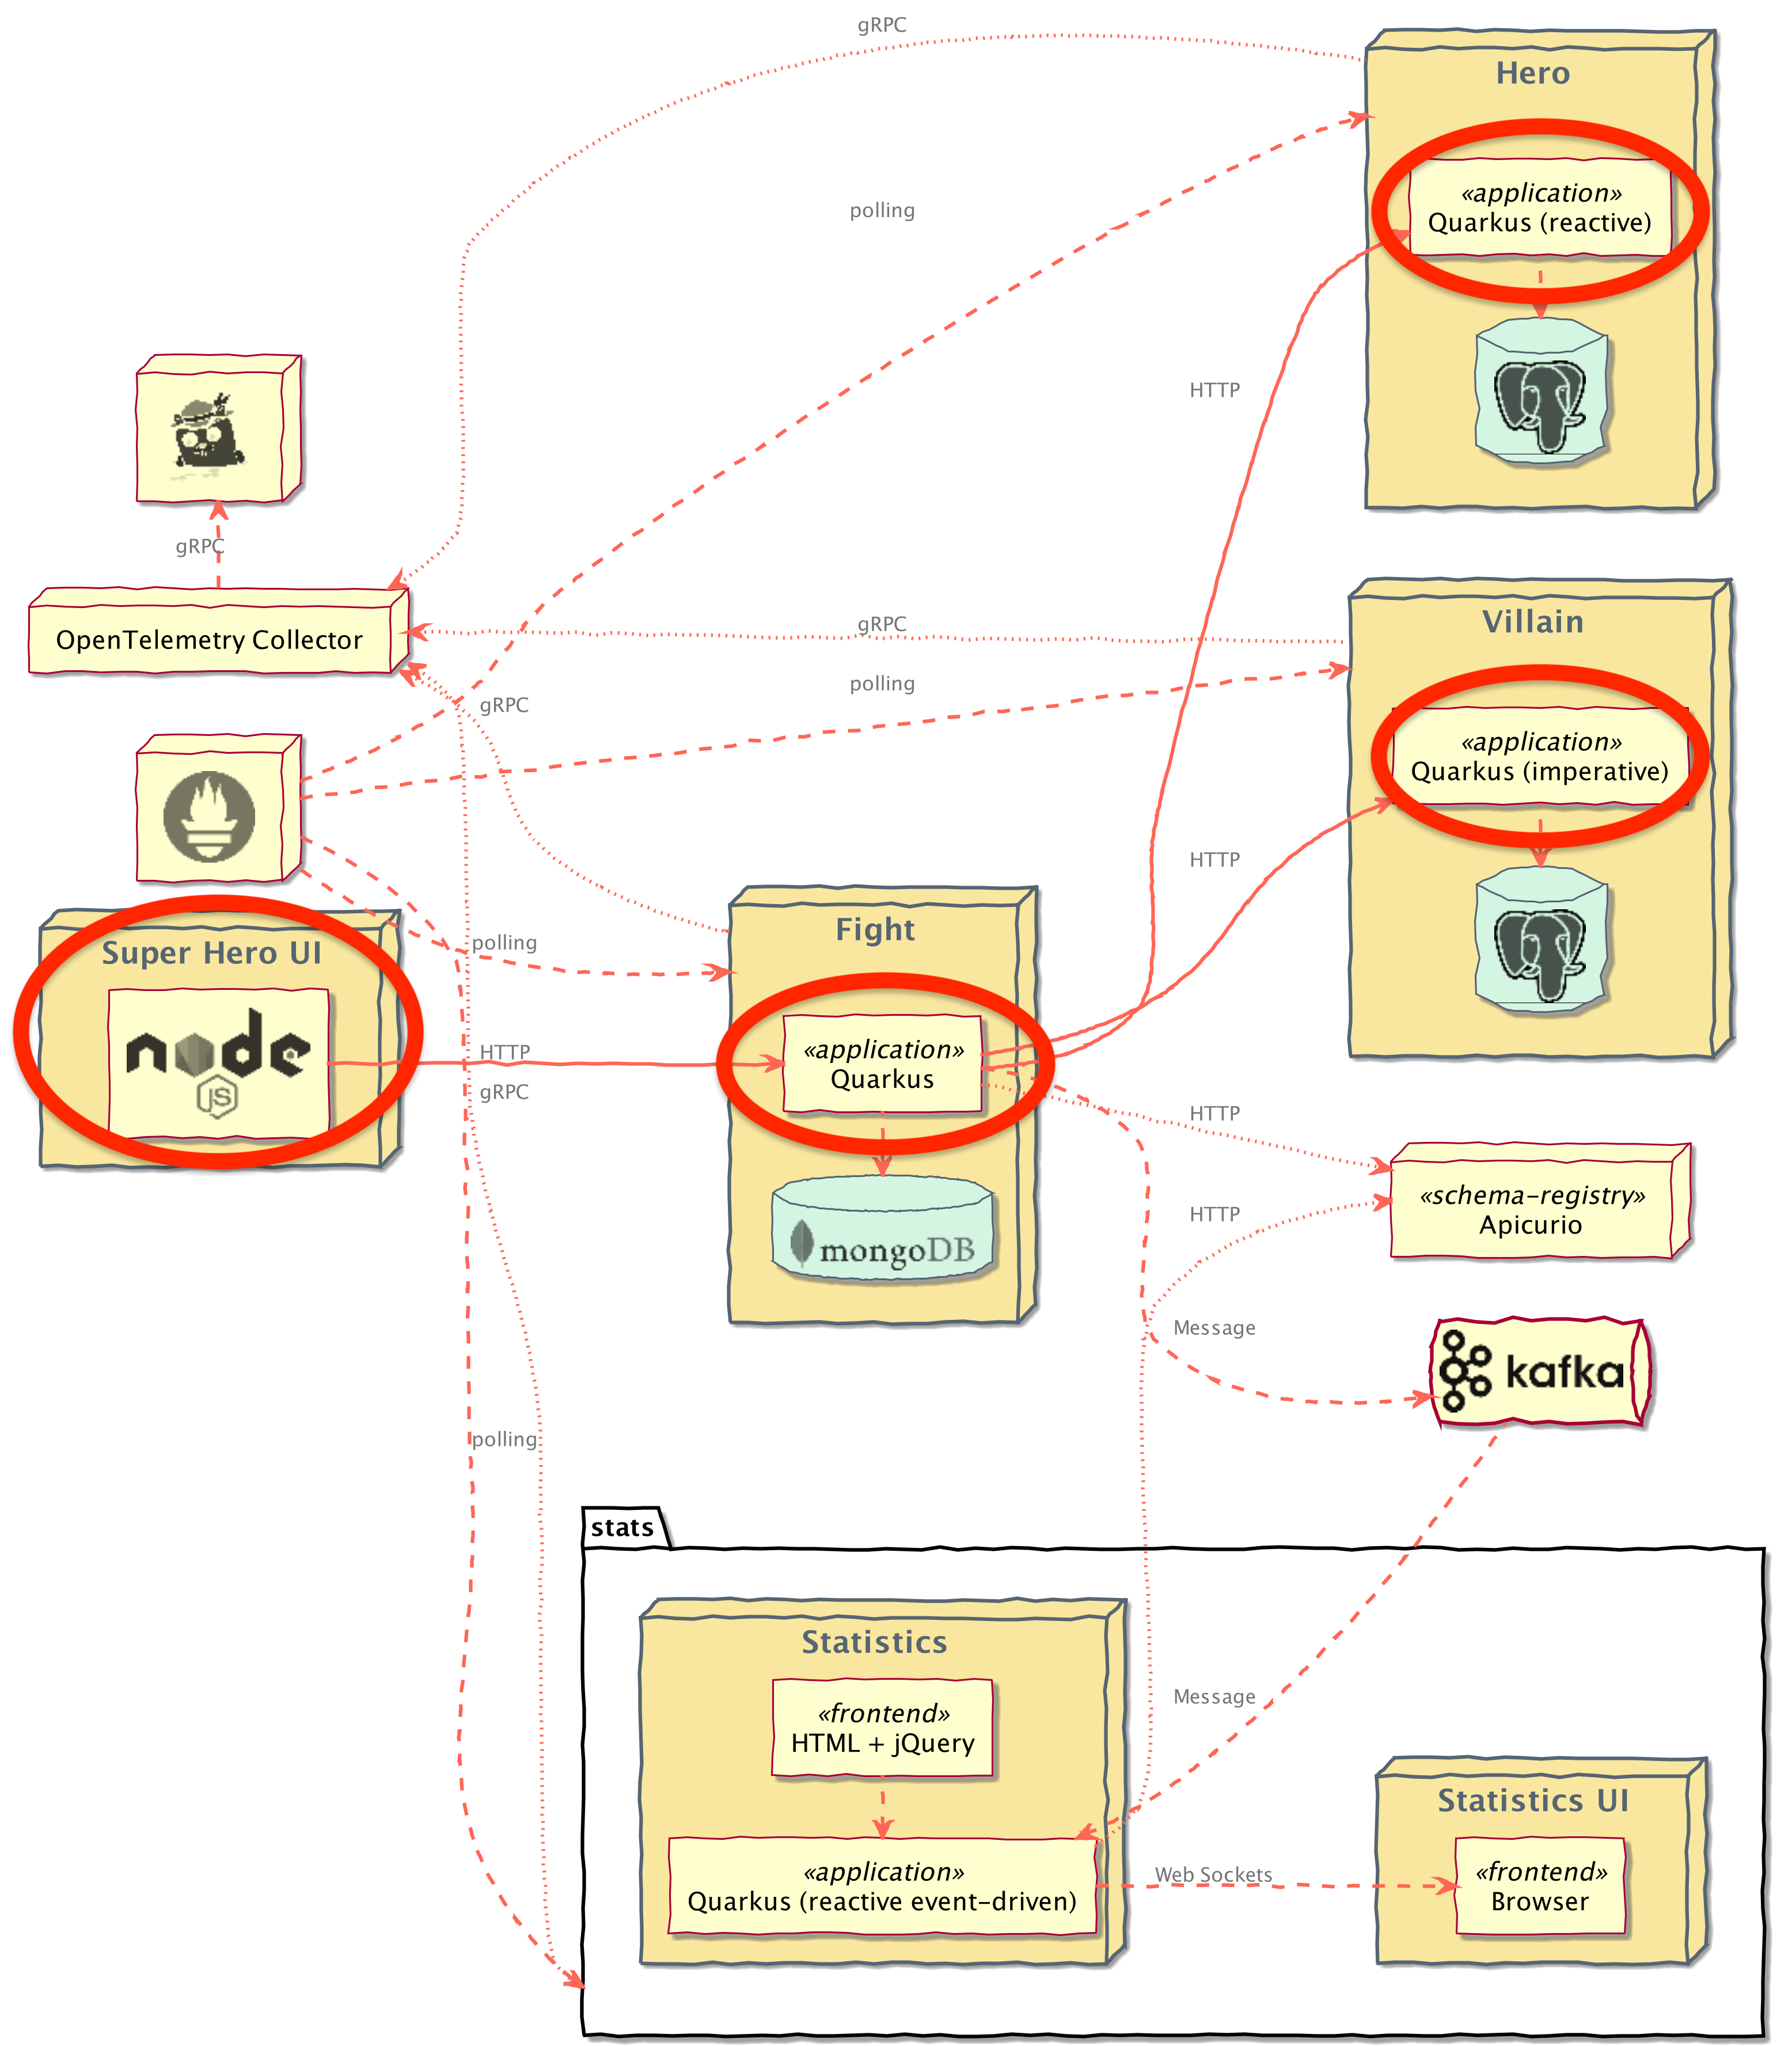 gRPC
Hero
«application»
Quarkus (reactive)
polling
HTTP
gRPC
OpenTelemetry Collector
gRPC
Villain
polling
gRPC
«application»
Quarkus (imperative)
HTTP
Super Hero UI
node
JS
polling
Fight
HTTP
gRPC
«application»
Quarkus
mongoDB
HTTP
«schema-registry»
Apicurio
HTTP
Message
kafka
polling
stats
Statistics
«frontend»
HTML + jQuery
Message
«application»
Quarkus (reactive event-driven)
Web Sockets
Statistics UI
«frontend»
Browser